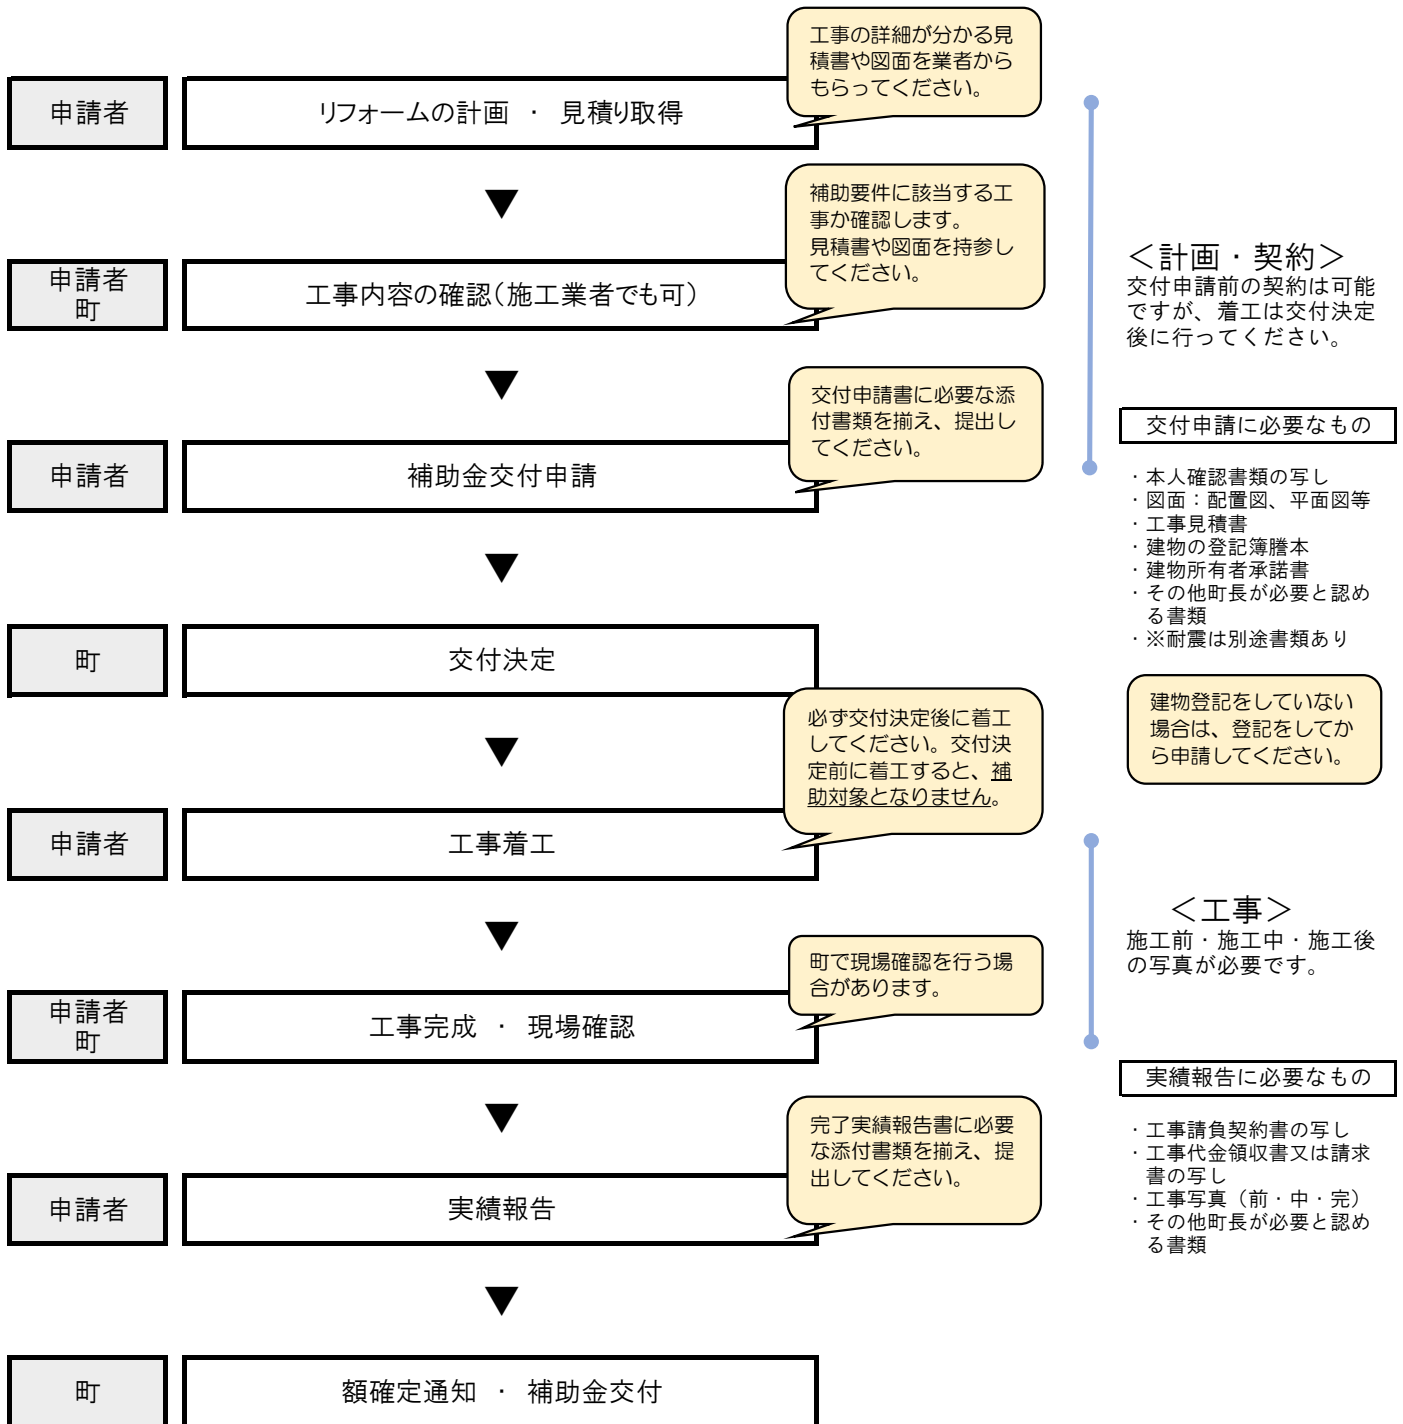 工事の詳細が分かる見
積書や図面を業者から
もらってください。
申請者
リフォームの計画 ・ 見積り取得
補助要件に該当する工
事か確認します。
見積書や図面を持参し
てください。
申請者
町
工事内容の確認(施工業者でも可)
交付申請書に必要な添
付書類を揃え、提出し
てください。
申請者
補助金交付申請
町
交付決定
必ず交付決定後に着工
してください。交付決
定前に着工すると、補
助対象となりません。
申請者
工事着工
町で現場確認を行う場
合があります。
申請者
町
工事完成 ・ 現場確認
完了実績報告書に必要
な添付書類を揃え、提
出してください。
申請者
実績報告
町
額確定通知 ・ 補助金交付
＜計画・契約＞
交付申請前の契約は可能
ですが、着工は交付決定
後に行ってください。
交付申請に必要なもの
・本人確認書類の写し
・図面：配置図、平面図等
・工事見積書
・建物の登記簿謄本
・建物所有者承諾書
・その他町長が必要と認め
る書類
・※耐震は別途書類あり
建物登記をしていない
場合は、登記をしてか
ら申請してください。
＜工事＞
施工前・施工中・施工後
の写真が必要です。
実績報告に必要なもの
・工事請負契約書の写し
・工事代金領収書又は請求
書の写し
・工事写真（前・中・完）
・その他町長が必要と認め
る書類